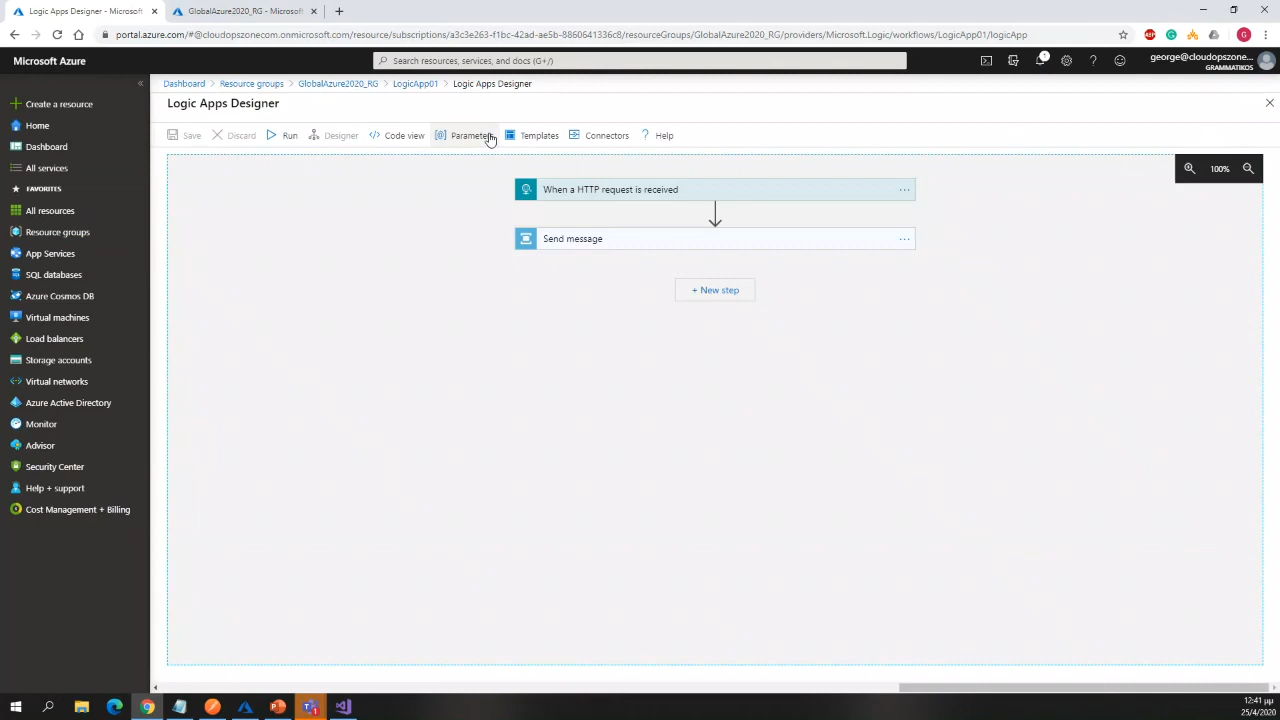 Logic Apps Designer - Microsoft
GlobalAzure2020_RG - Microsoft
portal.azure.com/#@cloudopszonecom.onmicrosoft.com/resource/subscriptions/a3c3e263-f1bc-42ad-ae5b-8860641336c8/resourceGroups/GlobalAzure2020_RG/providers/Microsoft.Logic/workflows/LogicApp01/logicApp
Microsoft Azure
Search resources, services, and docs (G+/)
1
george@cloudopszone...
GRAMMATIKOS
Create a resource
Home
Dashboard
All services
FAVORITES
All resources
Resource groups
App Services
SQL databases
Azure Cosmos DB
Virtual machines
Load balancers
Storage accounts
Virtual networks
Azure Active Directory
Monitor
Advisor
Security Center
Help + support
Cost Management + Billing
Dashboard > Resource groups > GlobalAzure2020_RG > LogicApp01 > Logic Apps Designer
Logic Apps Designer
Save Discard Run Designer Code view Templates Connectors ? Help
100%
When a HTTP request is received ...
Send message ...
+ New step
12:41 μμ
25/4/2020